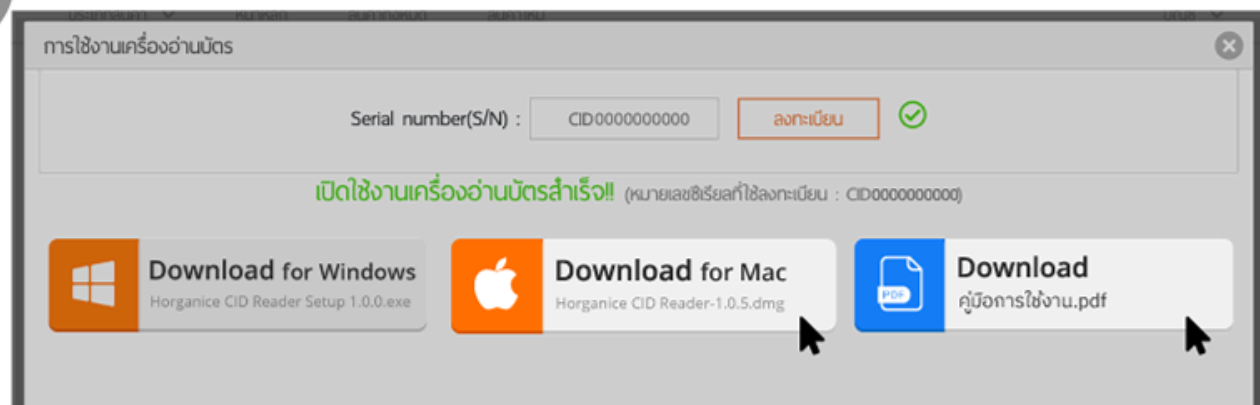 การใช้งานเครื่องอ่านบัตร
Serial number(S/N) : CID0000000000 ลงทะเบียน
เปิดใช้งานเครื่องอ่านบัตรสำเร็จ!! (หมายเลขซีเรียลที่ใช้ลงทะเบียน : CID0000000000)
Download for Windows
Horganice CID Reader Setup 1.0.0.exe
Download for Mac
Horganice CID Reader-1.0.5.dmg
PDF
Download
คู่มือการใช้งาน.pdf